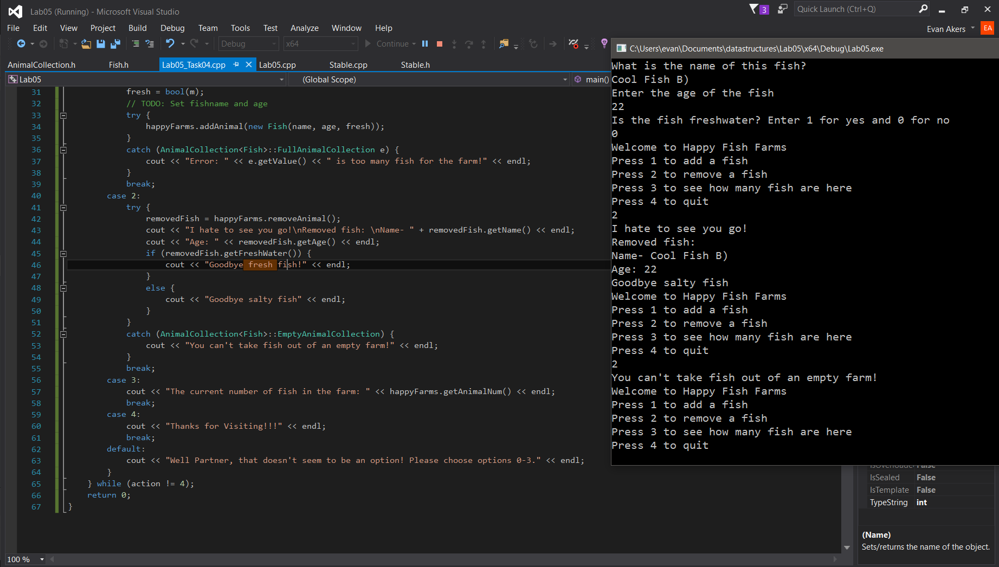 Lab05 (Running) - Microsoft Visual Studio
3
Quick Launch (Ctrl+Q)
File Edit View Project Build Debug Team Tools Test Analyze Window Help
Evan Akers EA
Debug x64 Continue
AnimalCollection.h Fish.h Lab05_Task04.cpp Lab05.cpp Stable.cpp Stable.h
Lab05 (Global Scope) main()
31 fresh = bool(m);
32 // TODO: Set fishname and age
33 try {
34 happyFarms.addAnimal(new Fish(name, age, fresh));
35 }
36 catch (AnimalCollection<Fish>::FullAnimalCollection e) {
37 cout << "Error: " << e.getValue() << " is too many fish for the farm!" << endl;
38 }
39 break;
40 case 2:
41 try {
42 removedFish = happyFarms.removeAnimal();
43 cout << "I hate to see you go!\nRemoved fish: \nName- " + removedFish.getName() << endl;
44 cout << "Age: " << removedFish.getAge() << endl;
45 if (removedFish.getFreshWater()) {
46 cout << "Goodbye fresh fish!" << endl;
47 }
48 else {
49 cout << "Goodbye salty fish" << endl;
50 }
51 }
52 catch (AnimalCollection<Fish>::EmptyAnimalCollection) {
53 cout << "You can't take fish out of an empty farm!" << endl;
54 }
55 break;
56 case 3:
57 cout << "The current number of fish in the farm: " << happyFarms.getAnimalNum() << endl;
58 break;
59 case 4:
60 cout << "Thanks for Visiting!!!" << endl;
61 break;
62 default:
63 cout << "Well Partner, that doesn't seem to be an option! Please choose options 0-3." << endl;
64 }
65 } while (action != 4);
66 return 0;
67 }
100 %
C:\Users\evan\Documents\datastructures\Lab05\x64\Debug\Lab05.exe
What is the name of this fish?
Cool Fish B)
Enter the age of the fish
22
Is the fish freshwater? Enter 1 for yes and 0 for no
0
Welcome to Happy Fish Farms
Press 1 to add a fish
Press 2 to remove a fish
Press 3 to see how many fish are here
Press 4 to quit
2
I hate to see you go!
Removed fish:
Name- Cool Fish B)
Age: 22
Goodbye salty fish
Welcome to Happy Fish Farms
Press 1 to add a fish
Press 2 to remove a fish
Press 3 to see how many fish are here
Press 4 to quit
2
You can't take fish out of an empty farm!
Welcome to Happy Fish Farms
Press 1 to add a fish
Press 2 to remove a fish
Press 3 to see how many fish are here
Press 4 to quit
False
IsSealed False
IsTemplate False
TypeString int
(Name)
Sets/returns the name of the object.